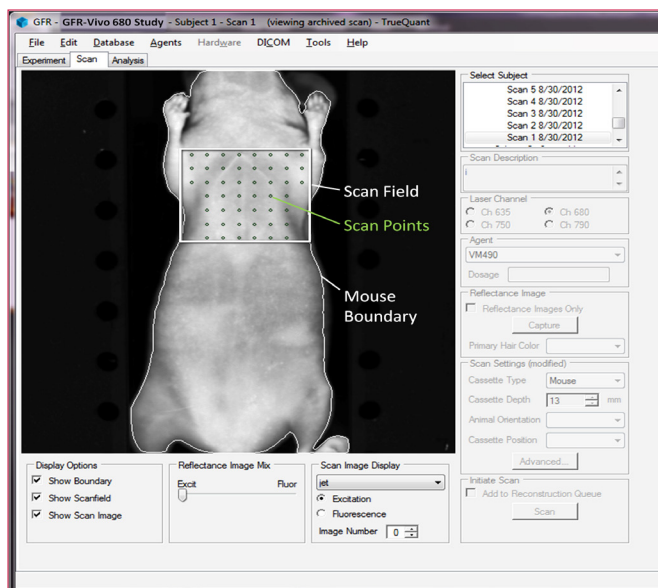 GFR - GFR-Vivo 680 Study - Subject 1 - Scan 1 (viewing archived scan) - TrueQuant
File Edit Database Agents Hardware DICOM Tools Help
Experiment Scan Analysis
Scan Field
Scan Points
Mouse
Boundary
Select Subject
Scan 5 8/30/2012
Scan 4 8/30/2012
Scan 3 8/30/2012
Scan 2 8/30/2012
Scan 1 8/30/2012
Scan Description
i
Laser Channel
Ch 635 Ch 680
Ch 750 Ch 790
Agent
VM490
Dosage
Reflectance Image
Reflectance Images Only
Capture
Primary Hair Color
Scan Settings (modified)
Cassette Type Mouse
Cassette Depth 13 mm
Animal Orientation
Cassette Position
Advanced...
Initiate Scan
Add to Reconstruction Queue
Scan
Display Options
Show Boundary
Show Scanfield
Show Scan Image
Reflectance Image Mix
Excit Fluor
Scan Image Display
jet
Excitation
Fluorescence
Image Number 0